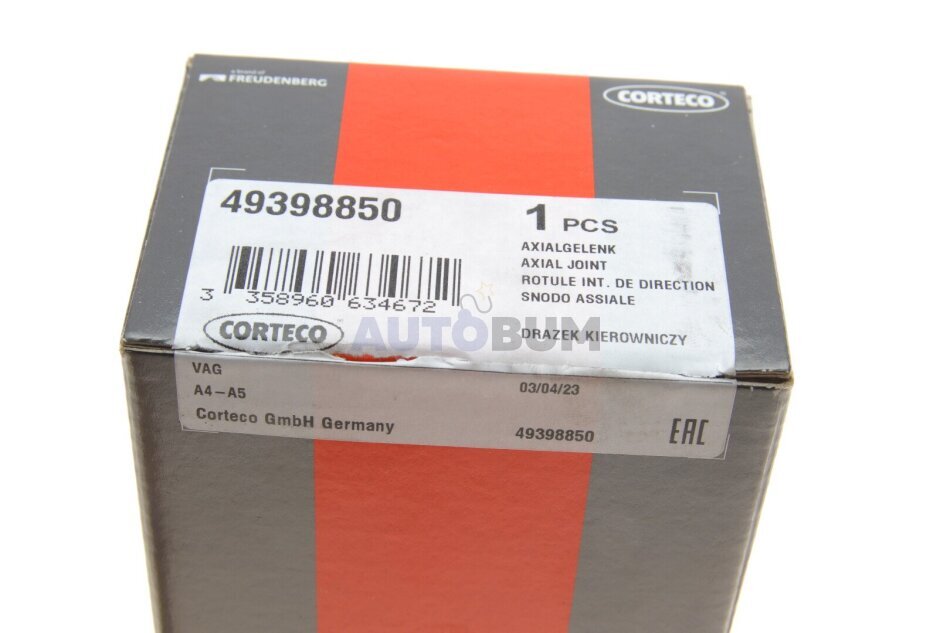 a brand of
FREUDENBERG
CORTECO
49398850
1 PCS
AXIALGELENK
AXIAL JOINT
ROTULE INT. DE DIRECTION
SNODO ASSIALE
DRAZEK KIEROWNICZY
3 358960 634672
CORTECO
AUTOBUM
VAG
03/04/23
A4-A5
Corteco GmbH Germany
49398850
EAC